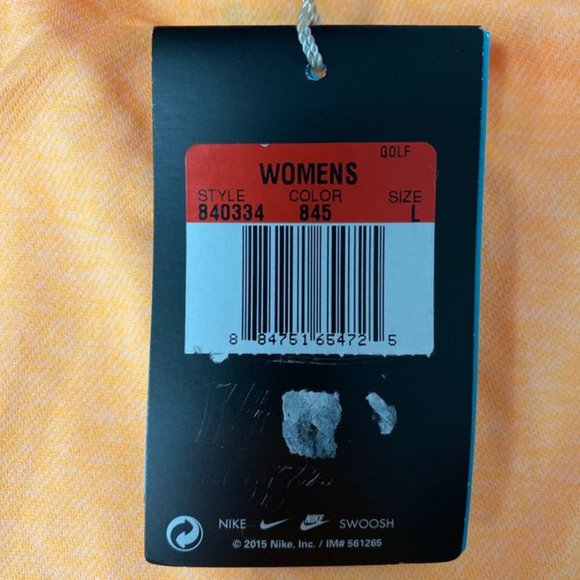 GOLF
WOMENS
STYLE COLOR SIZE
840334 845 L
8 84751 65472 5
NIKE NIKE SWOOSH
© 2015 Nike, Inc. / IM# 561265